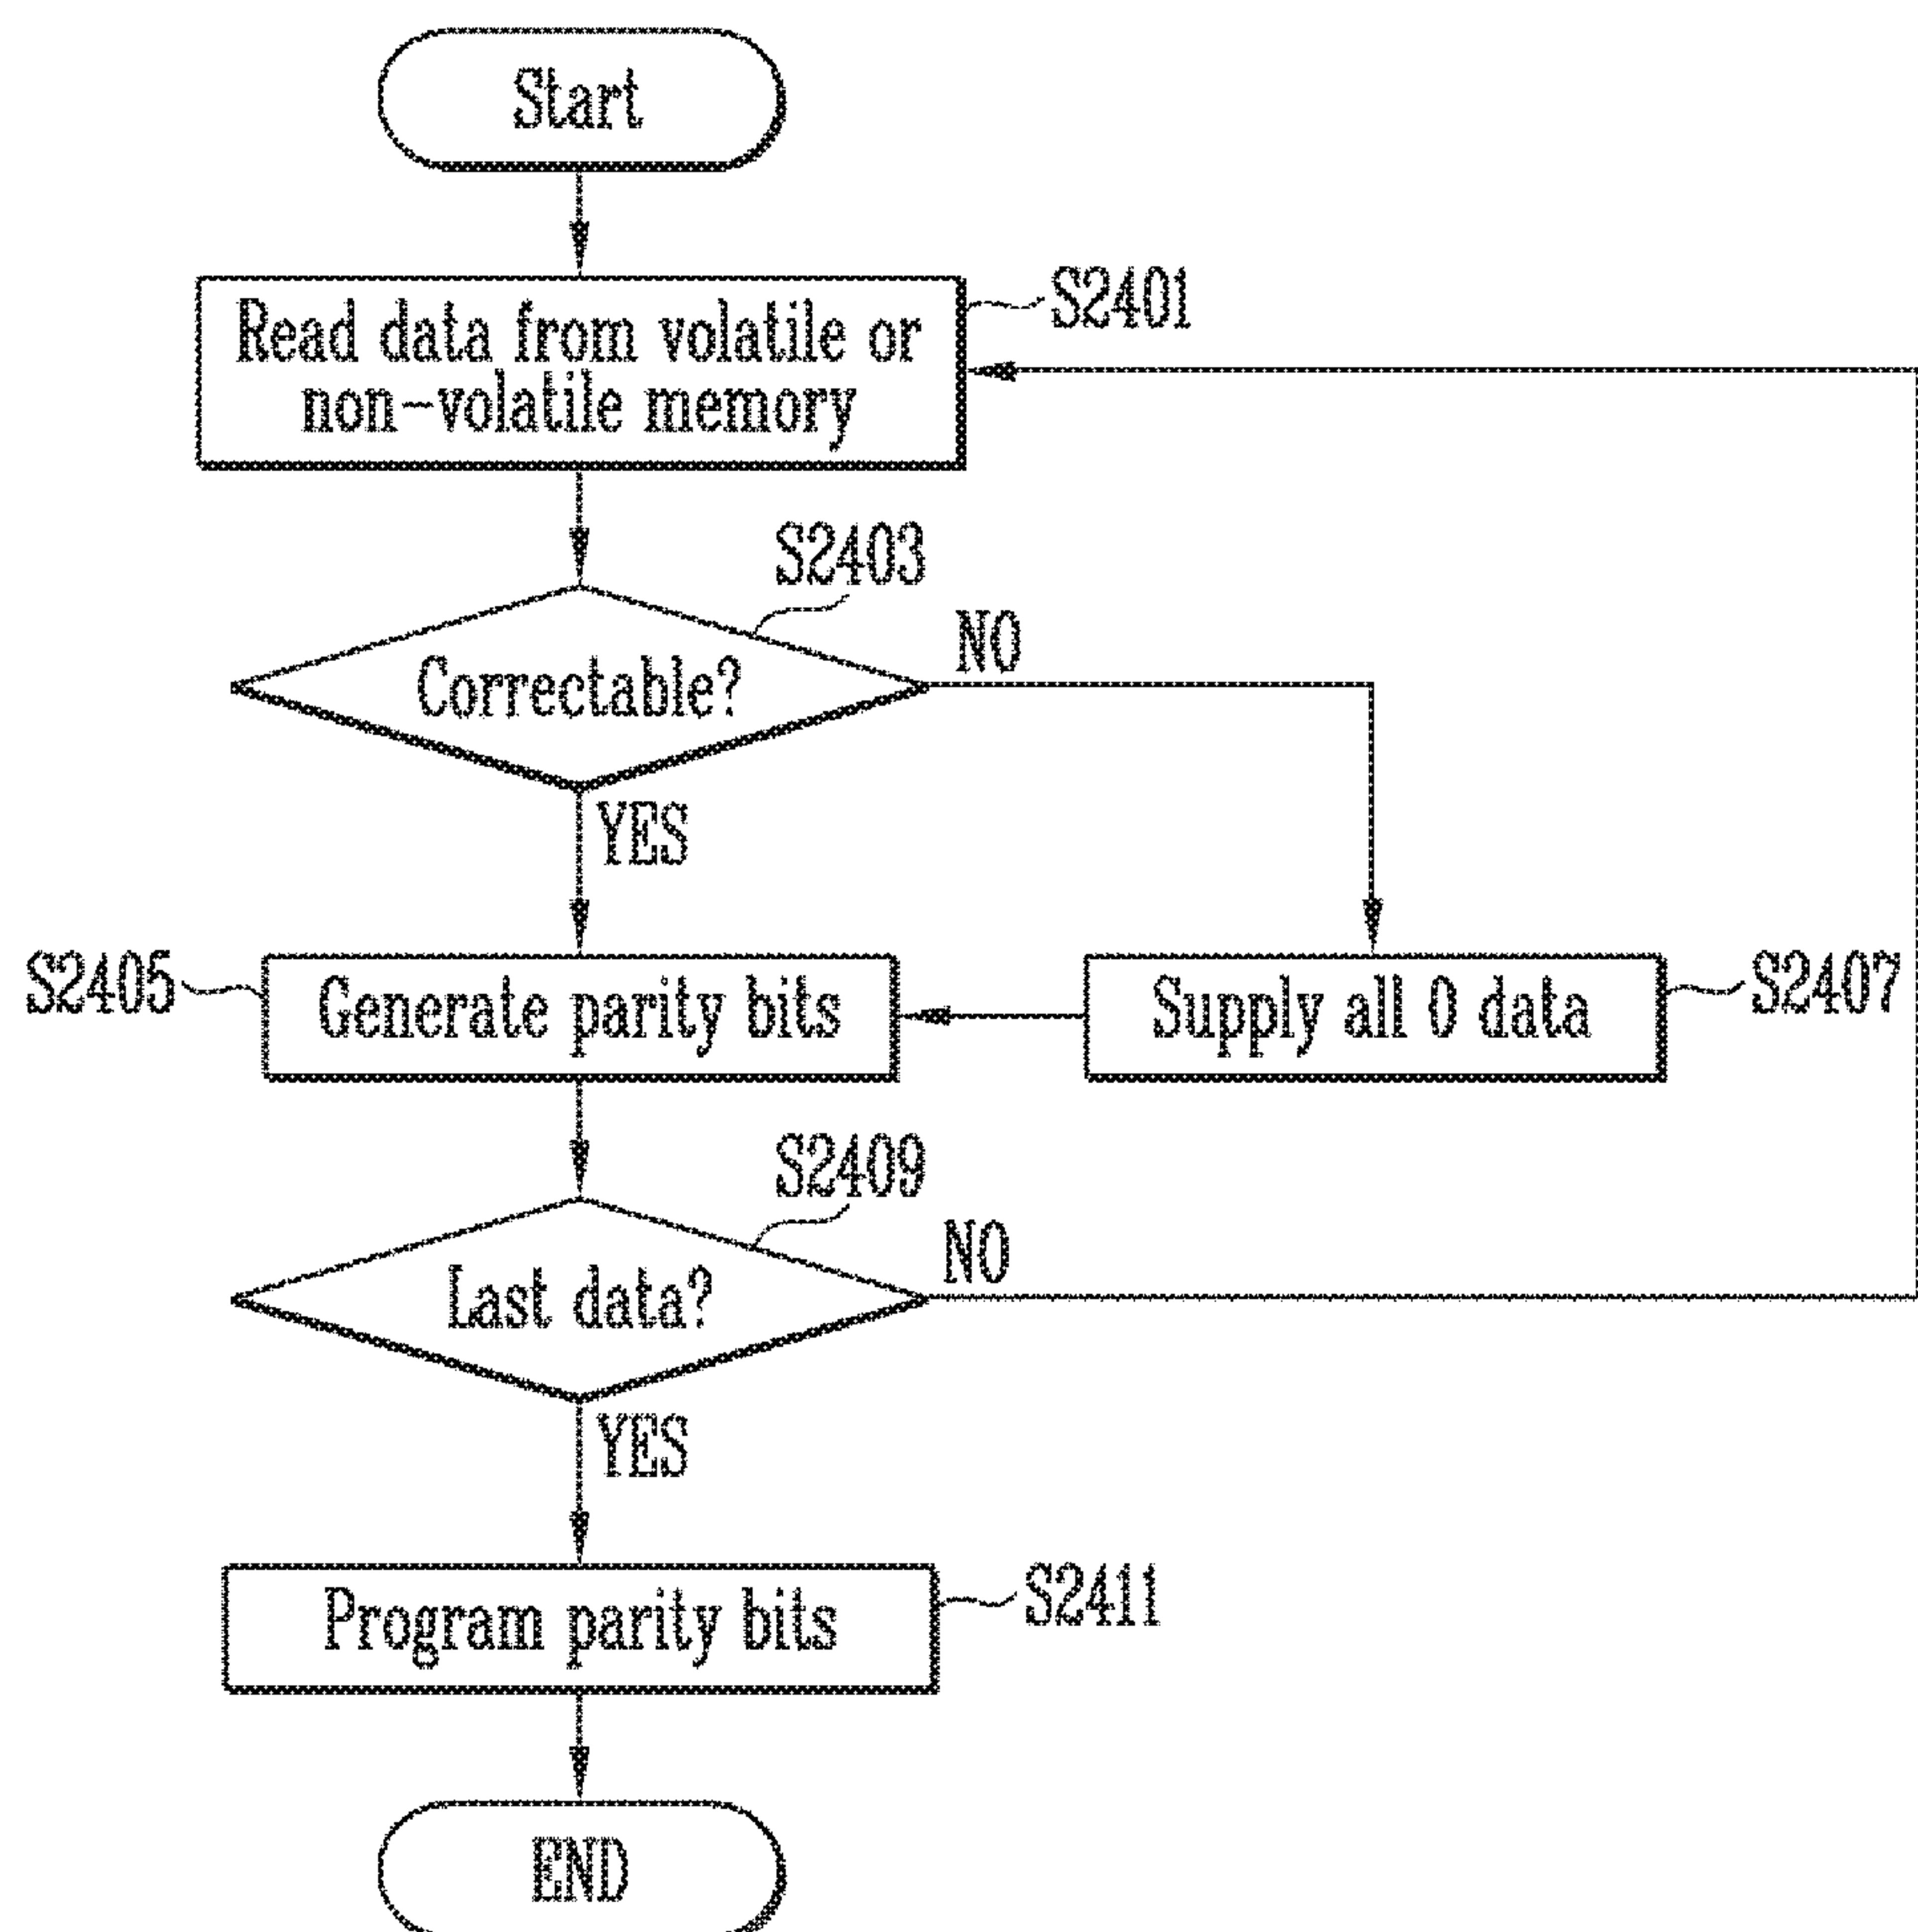 Start
Read data from volatile or
non-volatile memory
S2401
S2403
Correctable?
NO
YES
S2405
Generate parity bits
Supply all 0 data
S2407
S2409
Last data?
NO
YES
Program parity bits
S2411
END